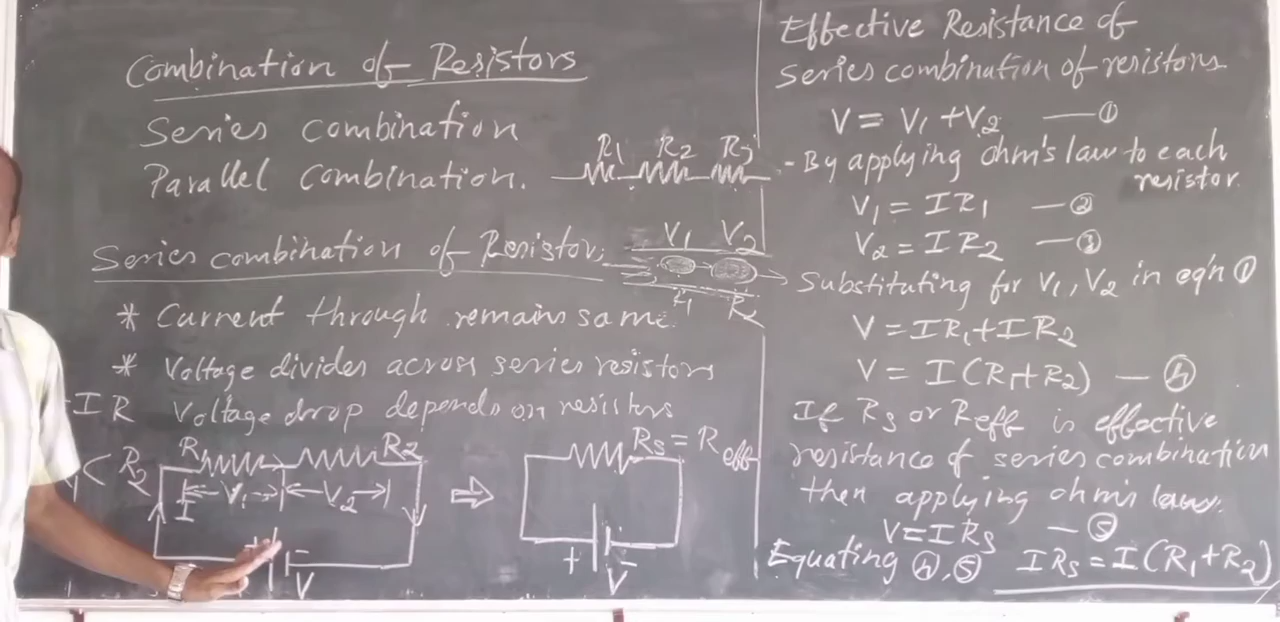 Combination of Resistors
Series combination
Parallel Combination.
R1 R2 R3
Series combination of Resistor,
V1 V2
* Current through remains same.
* Voltage divides across series resistors
IR Voltage drop depends on resistors
< R2
R1 R2
I V1 V2
+ - V
Rs = Reff
+ - V
Effective Resistance of
series combination of resistors
V = V1 + V2 — ①
- By applying ohm's law to each
resistor.
V1 = IR1 — ②
V2 = IR2 — ③
Substitutating for V1, V2 in eq'n ①
V = IR1 + IR2
V = I(R1 + R2) — ④
If Rs or Reff is effective
resistance of series combination
then applying ohm's law.
V = IRs — ⑤
Equating ④, ⑤ IRs = I(R1 + R2)